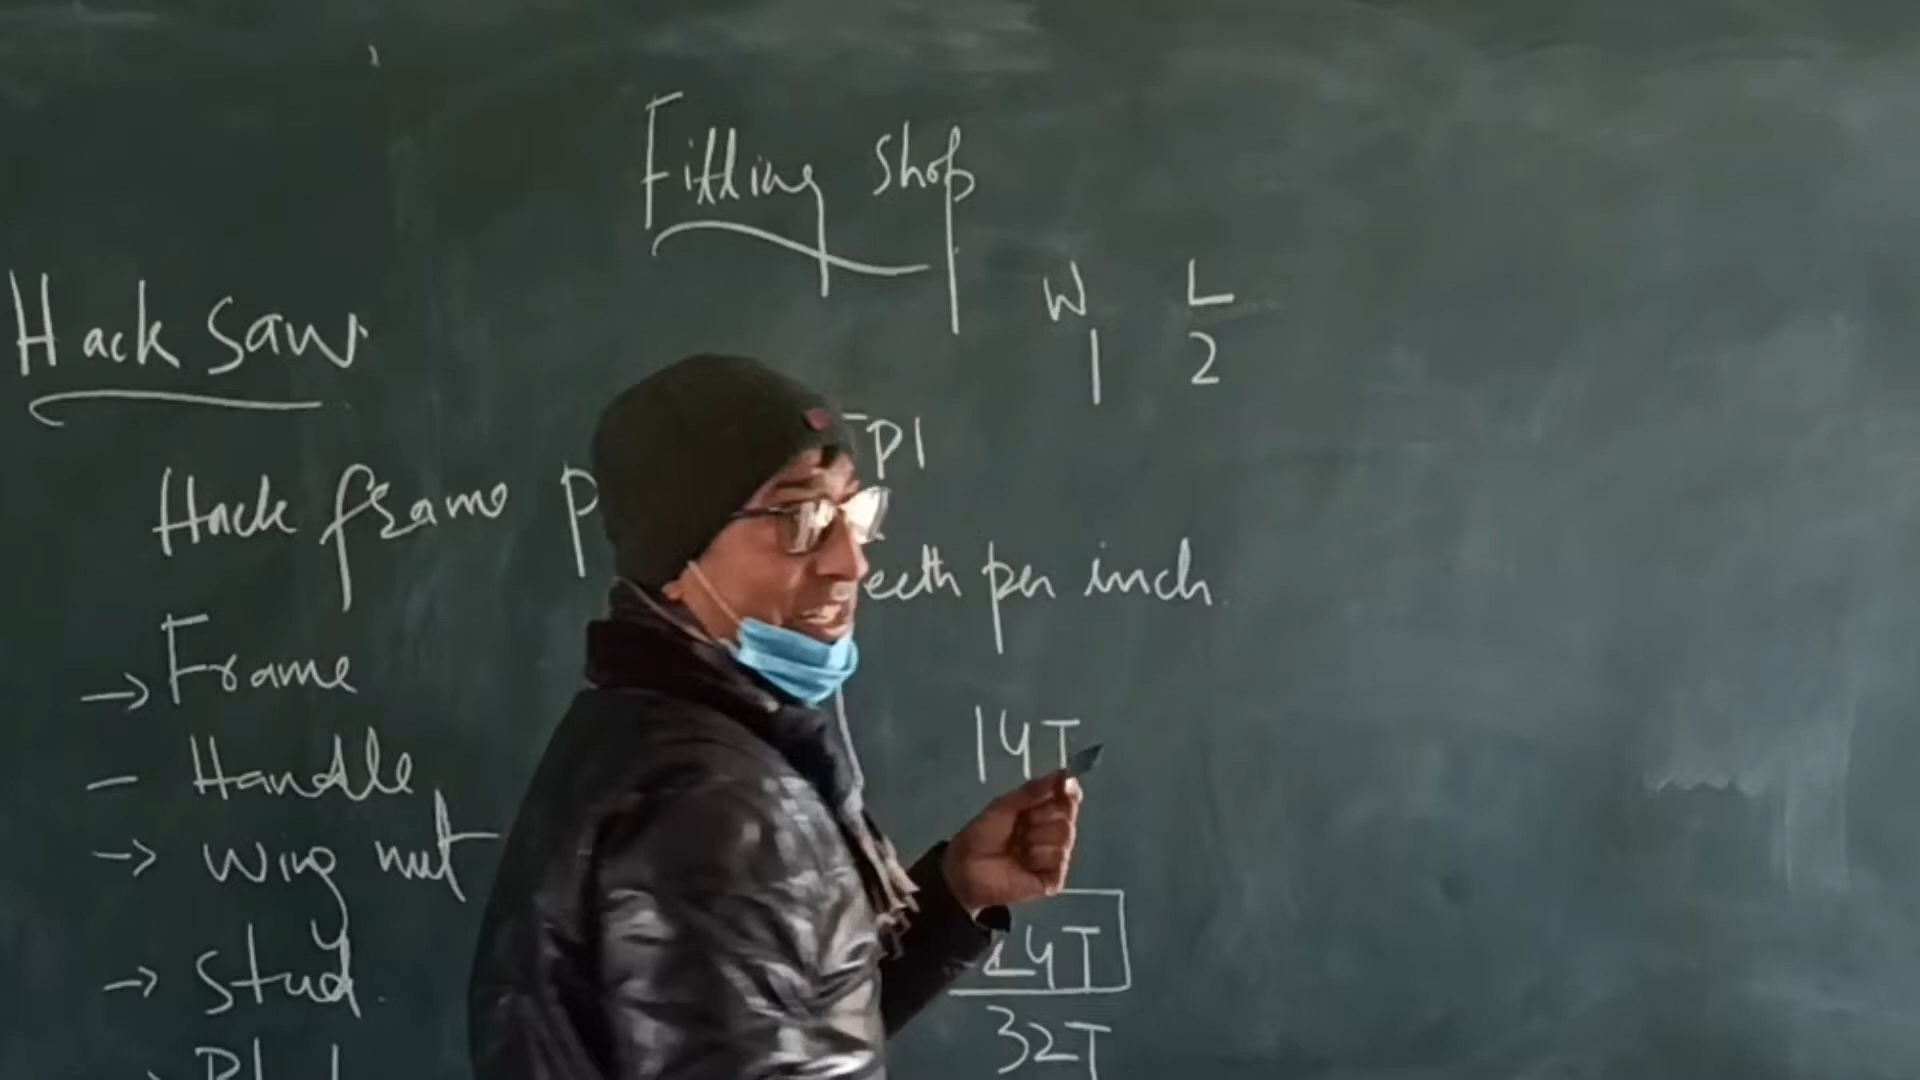 Fitting Shop
W L
1 2
Hack Saw
TPI
Hack frame
eeth per inch.
→ Frame
14T
- Handle
→ Wing nut
24T
→ Stud.
32T